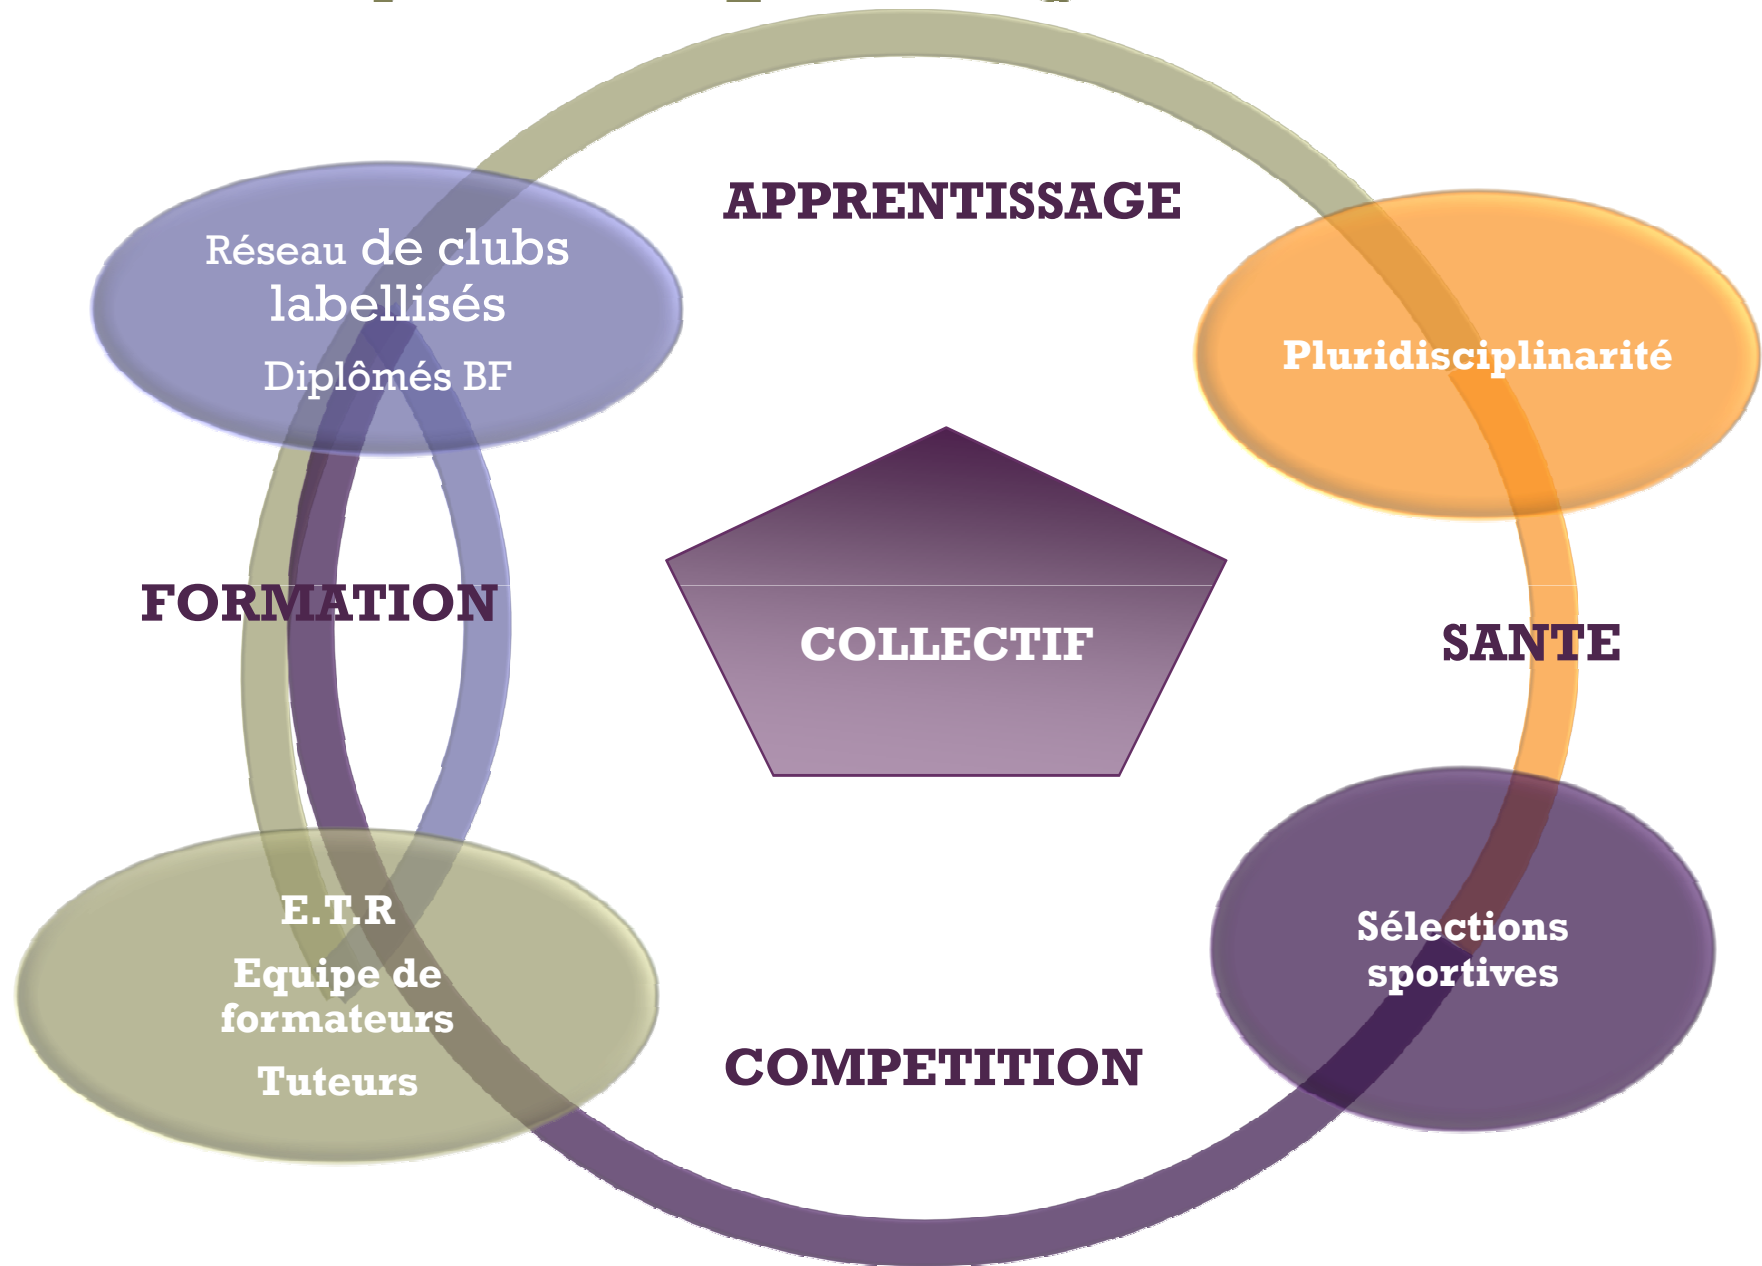 APPRENTISSAGE
Réseau de clubs
labellisés
Diplômés BF
Pluridisciplinarité
FORMATION
COLLECTIF
SANTE
E.T.R
Equipe de
formateurs
Tuteurs
Sélections
sportives
COMPETITION